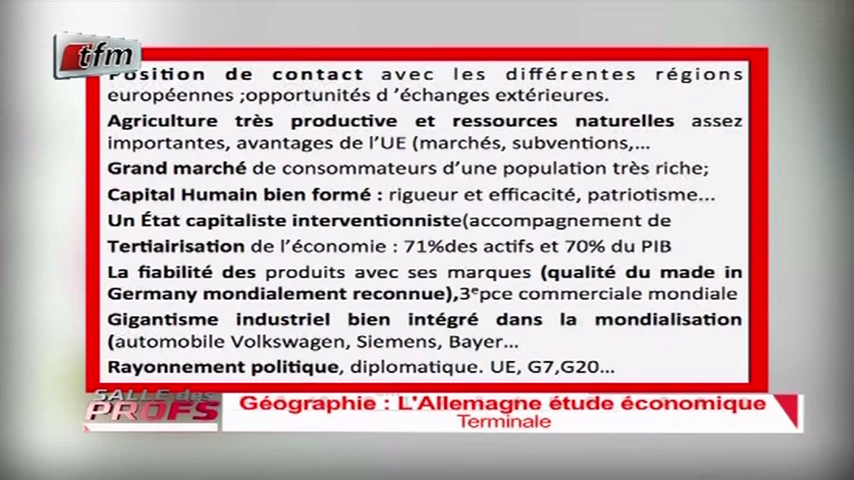 tfm
Position de contact avec les différentes régions
européennes ;opportunités d ’échanges extérieures.
Agriculture très productive et ressources naturelles assez
importantes, avantages de l’UE (marchés, subventions,...
Grand marché de consommateurs d’une population très riche;
Capital Humain bien formé : rigueur et efficacité, patriotisme...
Un État capitaliste interventionniste(accompagnement de
Tertiairisation de l’économie : 71%des actifs et 70% du PIB
La fiabilité des produits avec ses marques (qualité du made in
Germany mondialement reconnue),3epce commerciale mondiale
Gigantisme industriel bien intégré dans la mondialisation
(automobile Volkswagen, Siemens, Bayer...
Rayonnement politique, diplomatique. UE, G7,G20...
SALLE des
PROFS
Géographie : L'Allemagne étude économique
Terminale